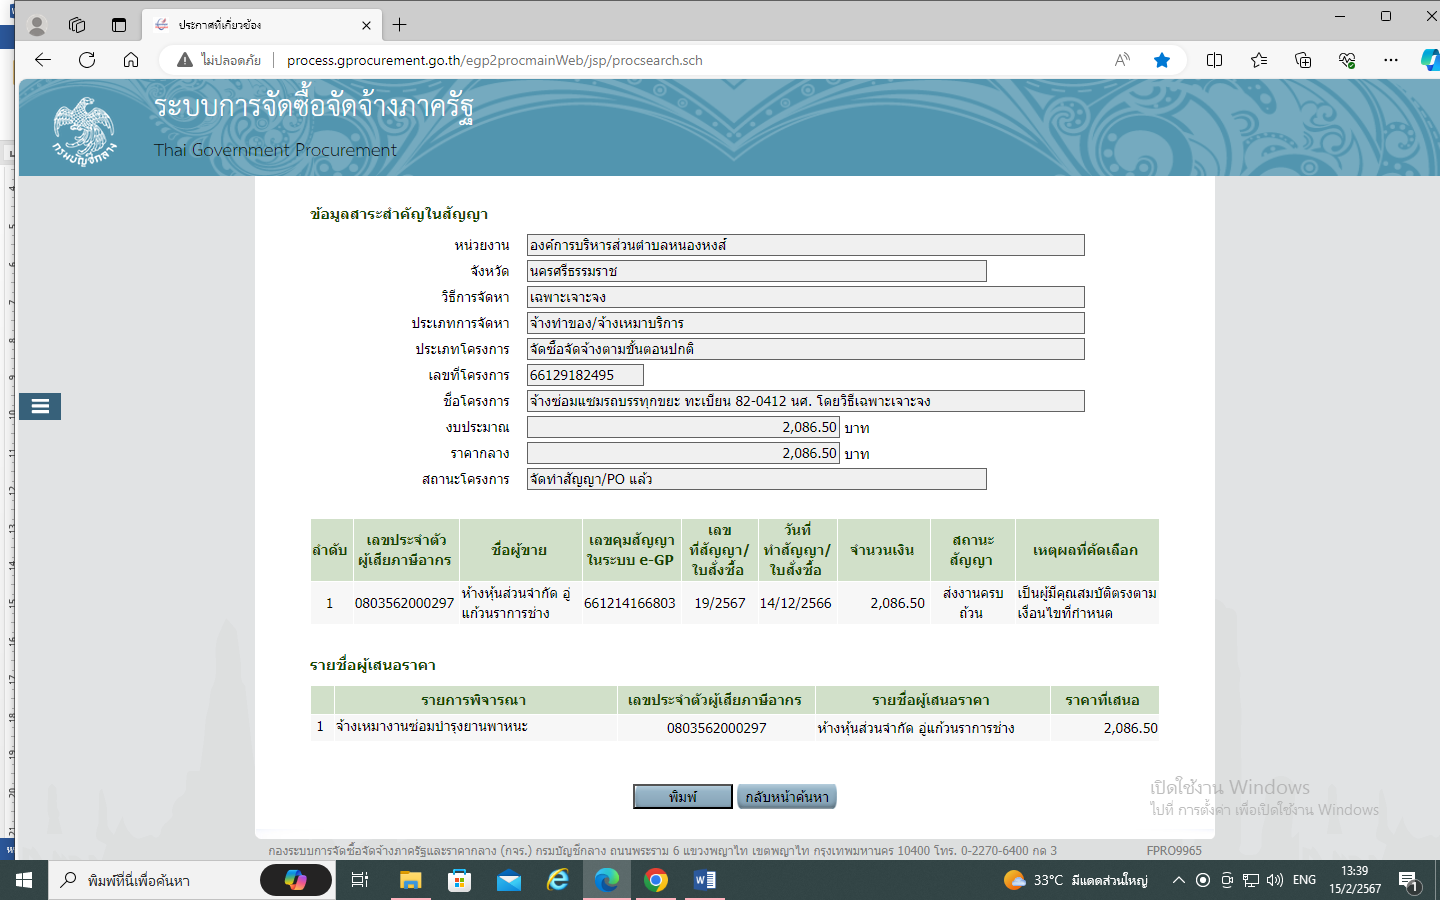 ประกาศที่เกี่ยวข้อง
ไม่ปลอดภัย process.gprocurement.go.th/egp2procmainWeb/jsp/procsearch.sch
ระบบการจัดซื้อจัดจ้างภาครัฐ
Thai Government Procurement
กรมบัญชีกลาง
ข้อมูลสาระสำคัญในสัญญา
หน่วยงาน องค์การบริหารส่วนตำบลหนองหงส์
จังหวัด นครศรีธรรมราช
วิธีการจัดหา เฉพาะเจาะจง
ประเภทการจัดหา จ้างทำของ/จ้างเหมาบริการ
ประเภทโครงการ จัดซื้อจัดจ้างตามขั้นตอนปกติ
เลขที่โครงการ 66129182495
ชื่อโครงการ จ้างซ่อมแซมรถบรรทุกขยะ ทะเบียน 82-0412 นศ. โดยวิธีเฉพาะเจาะจง
งบประมาณ 2,086.50 บาท
ราคากลาง 2,086.50 บาท
สถานะโครงการ จัดทำสัญญา/PO แล้ว
ลำดับ เลขประจำตัวผู้เสียภาษีอากร ชื่อผู้ขาย เลขคุมสัญญาในระบบ e-GP เลขที่สัญญา/ใบสั่งซื้อ วันที่ทำสัญญา/ใบสั่งซื้อ จำนวนเงิน สถานะสัญญา เหตุผลที่คัดเลือก
1 0803562000297 ห้างหุ้นส่วนจำกัด อู่แก้วนราการช่าง 661214166803 19/2567 14/12/2566 2,086.50 ส่งงานครบถ้วน เป็นผู้มีคุณสมบัติตรงตามเงื่อนไขที่กำหนด
รายชื่อผู้เสนอราคา
รายการพิจารณา เลขประจำตัวผู้เสียภาษีอากร รายชื่อผู้เสนอราคา ราคาที่เสนอ
1 จ้างเหมางานซ่อมบำรุงยานพาหนะ 0803562000297 ห้างหุ้นส่วนจำกัด อู่แก้วนราการช่าง 2,086.50
พิมพ์ กลับหน้าค้นหา
เปิดใช้งาน Windows
ไปที่ การตั้งค่า เพื่อเปิดใช้งาน Windows
กองระบบการจัดซื้อจัดจ้างภาครัฐและราคากลาง (กจร.) กรมบัญชีกลาง ถนนพระราม 6 แขวงพญาไท เขตพญาไท กรุงเทพมหานคร 10400 โทร. 0-2270-6400 กด 3 FPRO9965
พิมพ์ที่นี่เพื่อค้นหา 33°C มีแดดส่วนใหญ่ ENG 13:39
15/2/2567 1